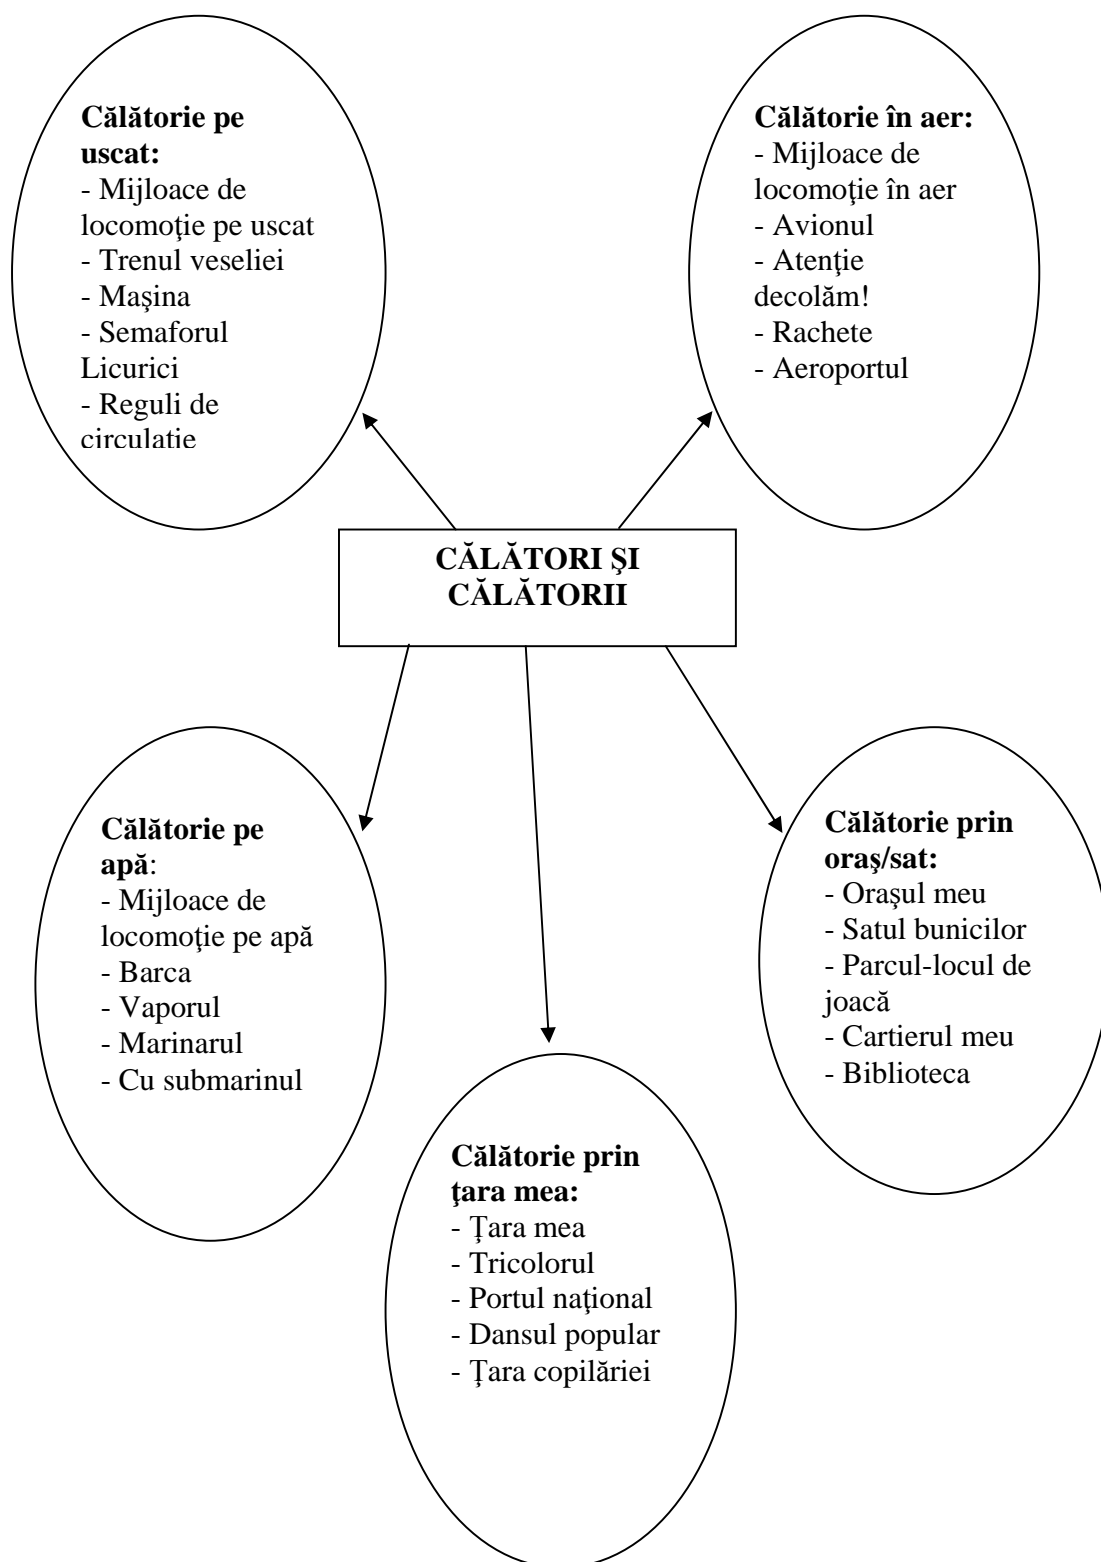 Călătorie pe
uscat:
- Mijloace de
locomoţie pe uscat
- Trenul veseliei
- Maşina
- Semaforul
Licurici
- Reguli de
circulatie
Călătorie în aer:
- Mijloace de
locomoţie în aer
- Avionul
- Atenţie
decolăm!
- Rachete
- Aeroportul
CĂLĂTORI ŞI
CĂLĂTORII
Călătorie pe
apă:
- Mijloace de
locomoţie pe apă
- Barca
- Vaporul
- Marinarul
- Cu submarinul
Călătorie prin
ţara mea:
- Ţara mea
- Tricolorul
- Portul naţional
- Dansul popular
- Ţara copilăriei
Călătorie prin
oraş/sat:
- Oraşul meu
- Satul bunicilor
- Parcul-locul de
joacă
- Cartierul meu
- Biblioteca